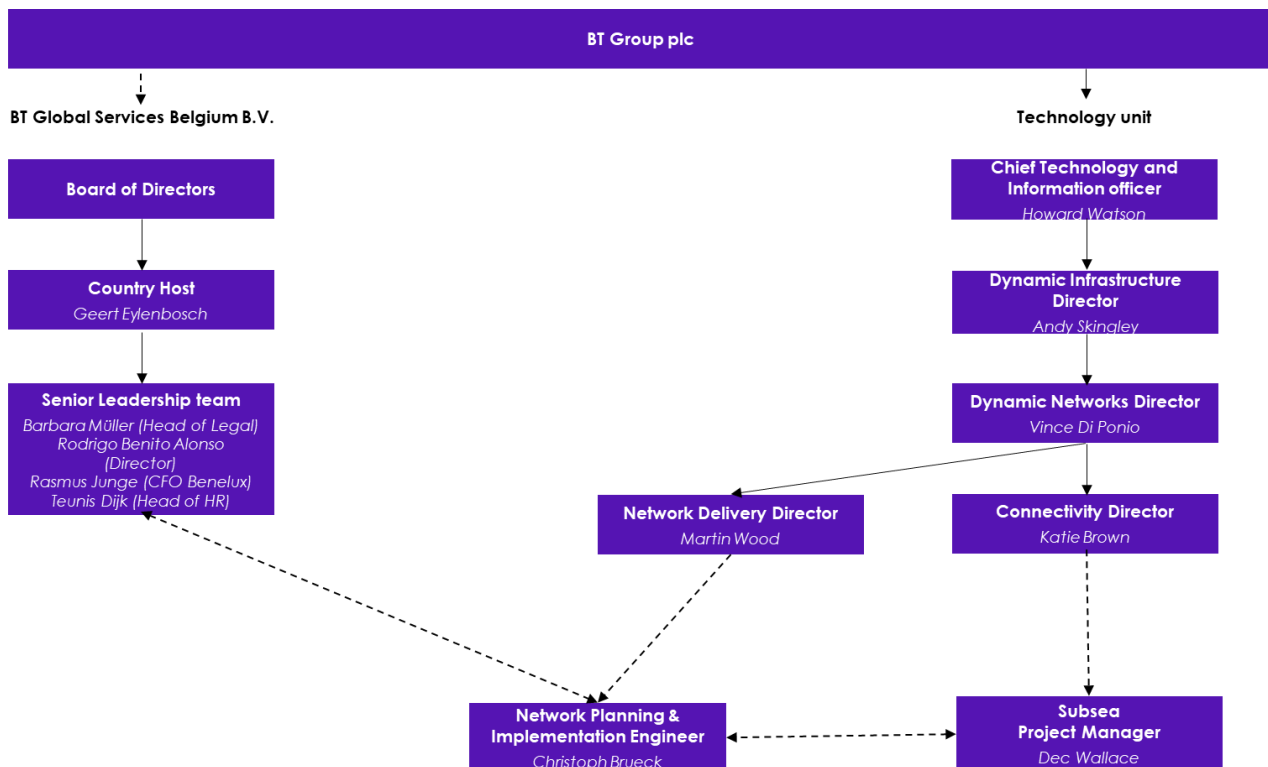 BT Group plc
BT Global Services Belgium B.V.
Technology unit
Board of Directors
Chief Technology and
Information officer
Howard Watson
Country Host
Geert Eylenbosch
Dynamic Infrastructure
Director
Andy Skingley
Senior Leadership team
Barbara Müller (Head of Legal)
Rodrigo Benito Alonso
(Director)
Rasmus Junge (CFO Benelux)
Teunis Dijk (Head of HR)
Dynamic Networks Director
Vince Di Ponio
Network Delivery Director
Martin Wood
Connectivity Director
Katie Brown
Network Planning &
Implementation Engineer
Christoph Brueck
Subsea
Project Manager
Dec Wallace